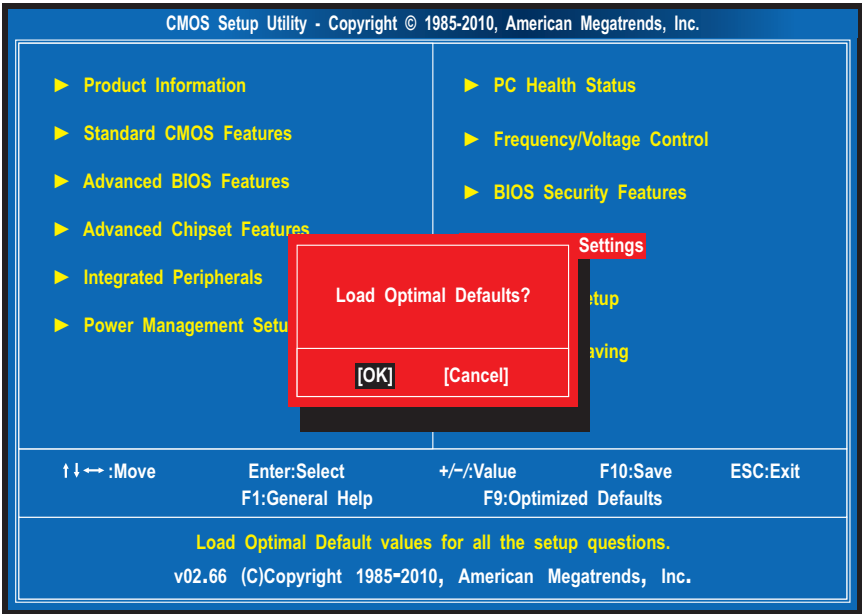 CMOS Setup Utility - Copyright © 1985-2010, American Megatrends, Inc.
► Product Information
► Standard CMOS Features
► Advanced BIOS Features
► Advanced Chipset Features
► Integrated Peripherals
► Power Management Setu
► PC Health Status
► Frequency/Voltage Control
► BIOS Security Features
Settings
etup
aving
Load Optimal Defaults?
[OK] [Cancel]
↑↓↔:Move Enter:Select +/−/:Value F10:Save ESC:Exit
F1:General Help F9:Optimized Defaults
Load Optimal Default values for all the setup questions.
v02.66 (C)Copyright 1985-2010, American Megatrends, Inc.